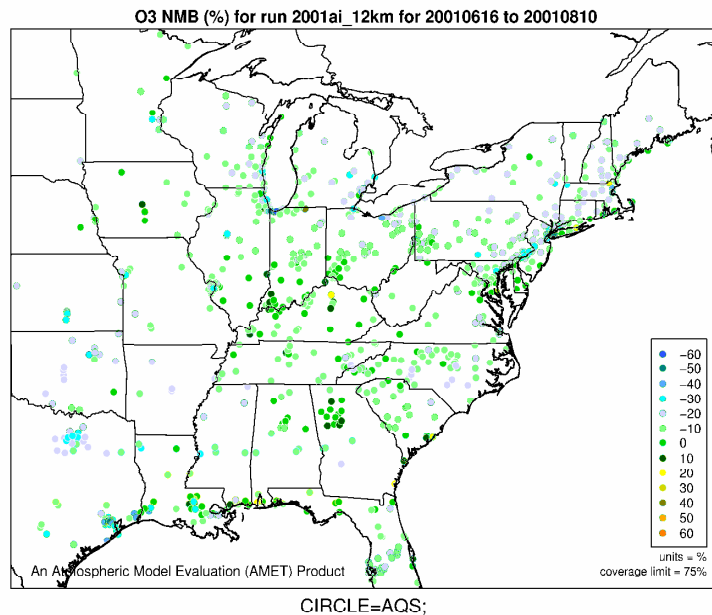 O3 NMB (%) for run 2001ai_12km for 20010616 to 20010810
-60
-50
-40
-30
-20
-10
0
10
20
30
40
50
60
units = %
coverage limit = 75%
An Atmospheric Model Evaluation (AMET) Product
CIRCLE=AQS;